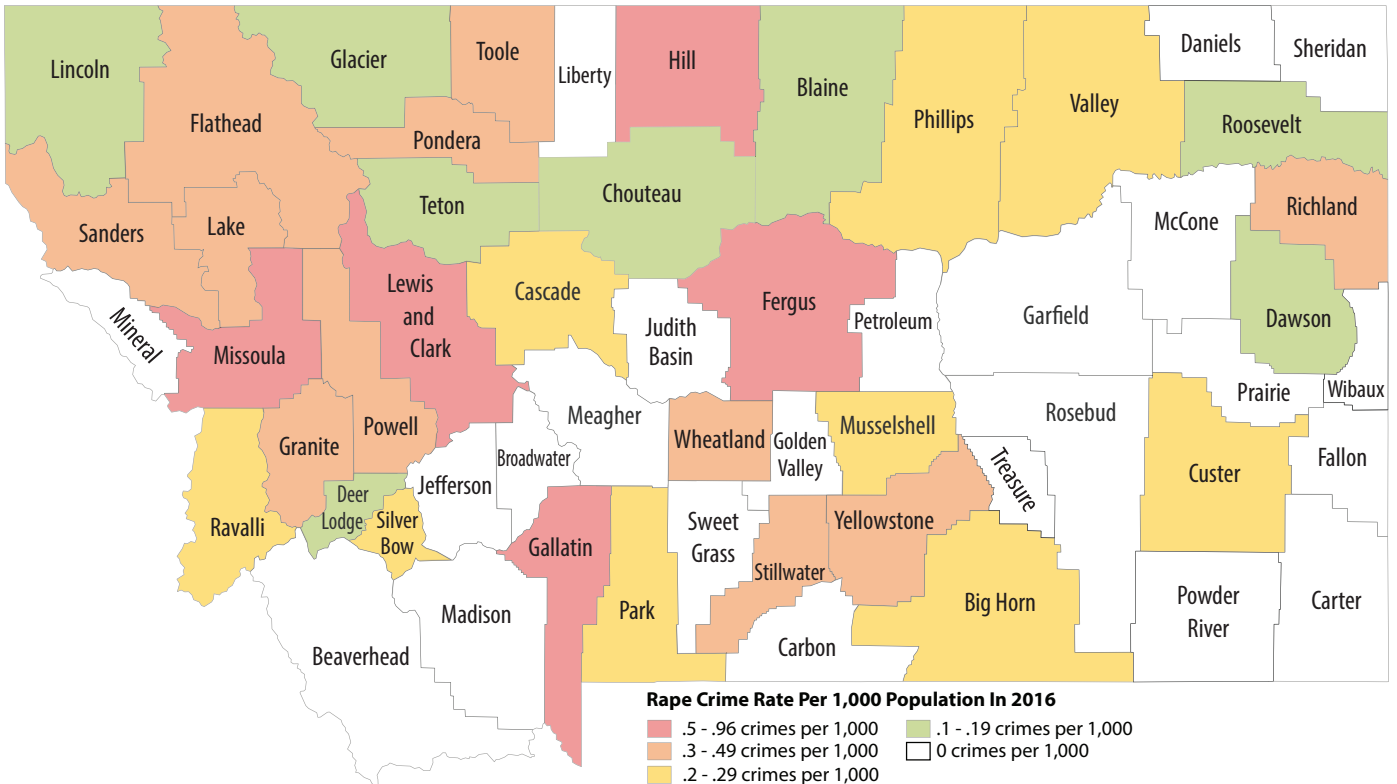 Lincoln
Flathead
Glacier
Toole
Liberty
Hill
Blaine
Phillips
Valley
Daniels
Sheridan
Roosevelt
Pondera
Chouteau
Teton
Sanders
Lake
Richland
McCone
Mineral
Missoula
Lewis
and
Clark
Cascade
Judith
Basin
Fergus
Petroleum
Garfield
Dawson
Prairie
Wibaux
Granite
Powell
Meagher
Wheatland
Golden
Valley
Musselshell
Rosebud
Treasure
Custer
Fallon
Broadwater
Jefferson
Ravalli
Deer
Lodge
Silver
Bow
Gallatin
Park
Sweet
Grass
Stillwater
Yellowstone
Big Horn
Powder
River
Carter
Beaverhead
Madison
Carbon
Rape Crime Rate Per 1,000 Population In 2016
.5 - .96 crimes per 1,000
.3 - .49 crimes per 1,000
.2 - .29 crimes per 1,000
.1 - .19 crimes per 1,000
0 crimes per 1,000